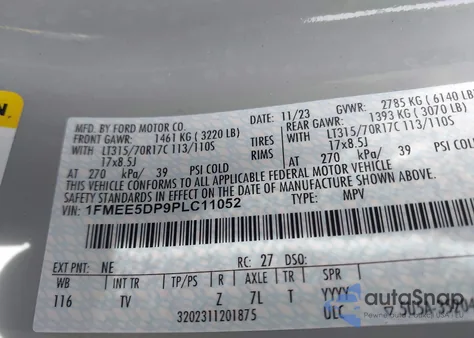 MFD. BY FORD MOTOR CO.
DATE: 11/23 GVWR: 2785 KG (6140 LB)
FRONT GAWR: 1461 KG (3220 LB) REAR GAWR: 1393 KG (3070 LB)
WITH LT315/70R17C 113/110S TIRES WITH LT315/70R17C 113/110S
17x8.5J RIMS 17x8.5J
AT 270 kPa/ 39 PSI COLD AT 270 kPa/ 39 PSI COLD
THIS VEHICLE CONFORMS TO ALL APPLICABLE FEDERAL MOTOR VEHICLE
SAFETY STANDARDS IN EFFECT ON THE DATE OF MANUFACTURE SHOWN ABOVE.
VIN: 1FMEE5DP9PLC11052 TYPE: MPV
EXT PNT: NE RC: 27 DSO:
WB INT TR TP/PS R AXLE TR SPR
116 TV Z 7L T YYYY
3202311201875 ULC
autoSnap